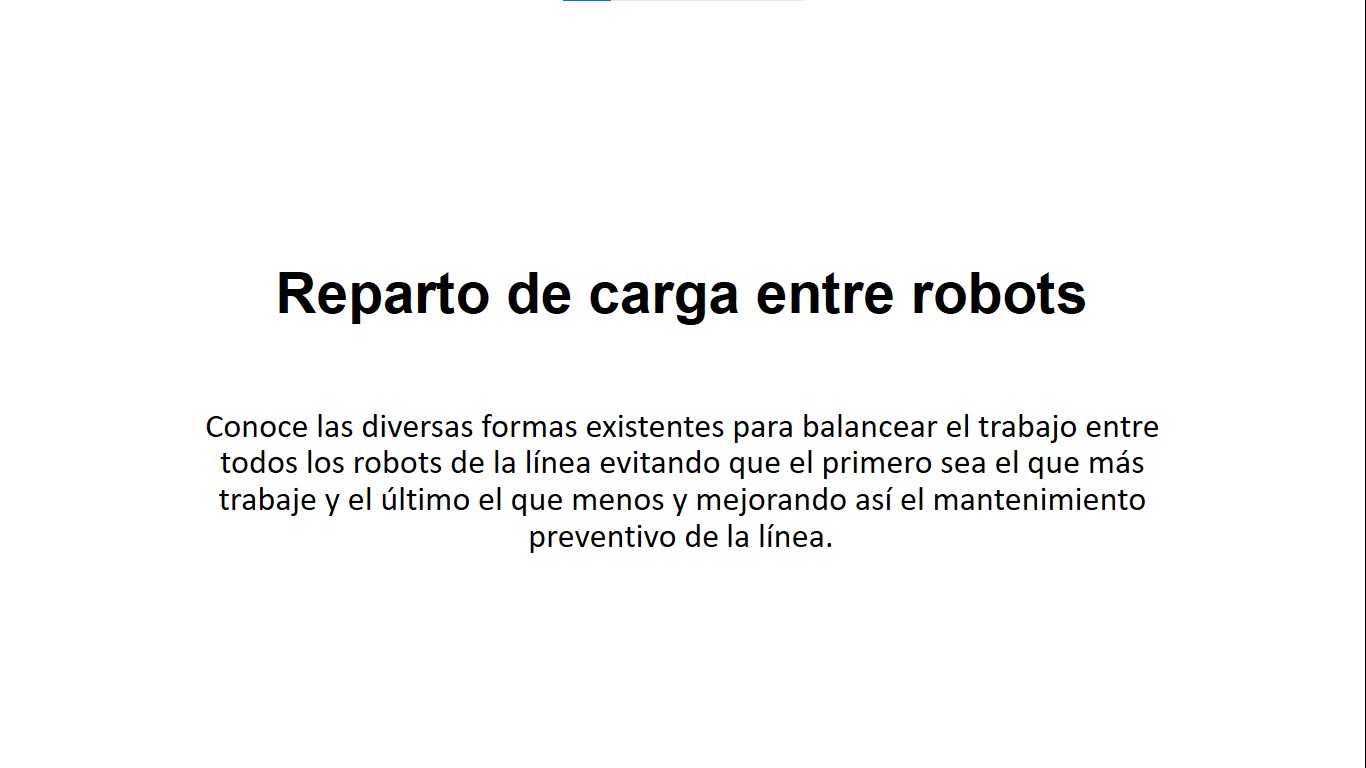 Reparto de carga entre robots
Conoce las diversas formas existentes para balancear el trabajo entre
todos los robots de la línea evitando que el primero sea el que más
trabaje y el último el que menos y mejorando así el mantenimiento
preventivo de la línea.